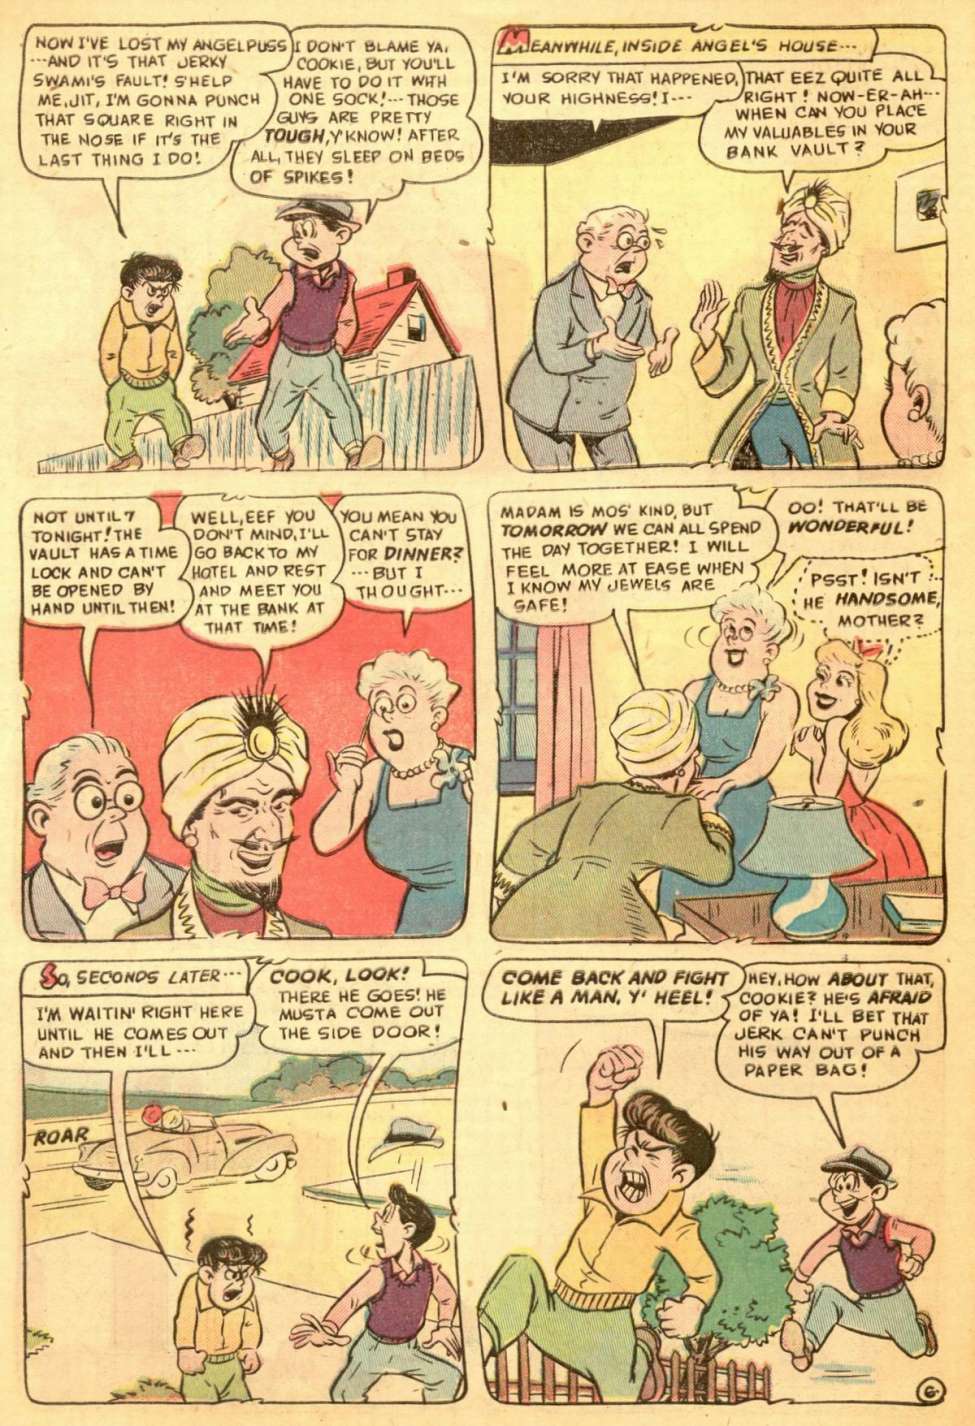 NOW I'VE LOST MY ANGELPUSS
---AND IT'S THAT JERKY
SWAMI'S FAULT! S'HELP
ME, JIT, I'M GONNA PUNCH
THAT SQUARE RIGHT IN
THE NOSE IF IT'S THE
LAST THING I DO!
I DON'T BLAME YA,
COOKIE, BUT YOU'LL
HAVE TO DO IT WITH
ONE SOCK!---THOSE
GUYS ARE PRETTY
TOUGH, Y'KNOW! AFTER
ALL, THEY SLEEP ON BEDS
OF SPIKES!
MEANWHILE, INSIDE ANGEL'S HOUSE---
I'M SORRY THAT HAPPENED,
YOUR HIGHNESS! I---
THAT EEZ QUITE ALL
RIGHT! NOW-ER-AH---
WHEN CAN YOU PLACE
MY VALUABLES IN YOUR
BANK VAULT?
NOT UNTIL 7
TONIGHT! THE
VAULT HAS A TIME
LOCK AND CAN'T
BE OPENED BY
HAND UNTIL THEN!
WELL, EEF YOU
DON'T MIND, I'LL
GO BACK TO MY
HOTEL AND REST
AND MEET YOU
AT THE BANK AT
THAT TIME!
YOU MEAN YOU
CAN'T STAY
FOR DINNER?
---BUT I
THOUGHT---
MADAM IS MOS' KIND, BUT
TOMORROW WE CAN ALL SPEND
THE DAY TOGETHER! I WILL
FEEL MORE AT EASE WHEN
I KNOW MY JEWELS ARE
SAFE!
OO! THAT'LL BE
WONDERFUL!
PSST! ISN'T
HE HANDSOME,
MOTHER?
SO, SECONDS LATER---
I'M WAITIN' RIGHT HERE
UNTIL HE COMES OUT
AND THEN I'LL ---
COOK, LOOK!
THERE HE GOES! HE
MUSTA COME OUT
THE SIDE DOOR!
ROAR
COME BACK AND FIGHT
LIKE A MAN, Y' HEEL!
HEY, HOW ABOUT THAT,
COOKIE? HE'S AFRAID
OF YA! I'LL BET THAT
JERK CAN'T PUNCH
HIS WAY OUT OF A
PAPER BAG!
6